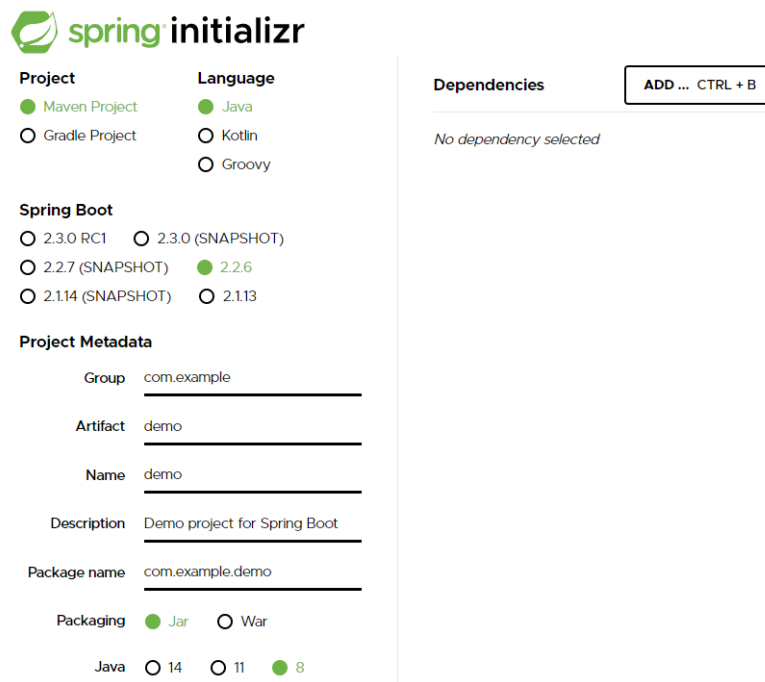 spring initializr
Project
Maven Project
Gradle Project
Language
Java
Kotlin
Groovy
Spring Boot
2.3.0 RC1 2.3.0 (SNAPSHOT)
2.2.7 (SNAPSHOT) 2.2.6
2.1.14 (SNAPSHOT) 2.1.13
Project Metadata
Group com.example
Artifact demo
Name demo
Description Demo project for Spring Boot
Package name com.example.demo
Packaging Jar War
Java 14 11 8
Dependencies ADD ... CTRL + B
No dependency selected